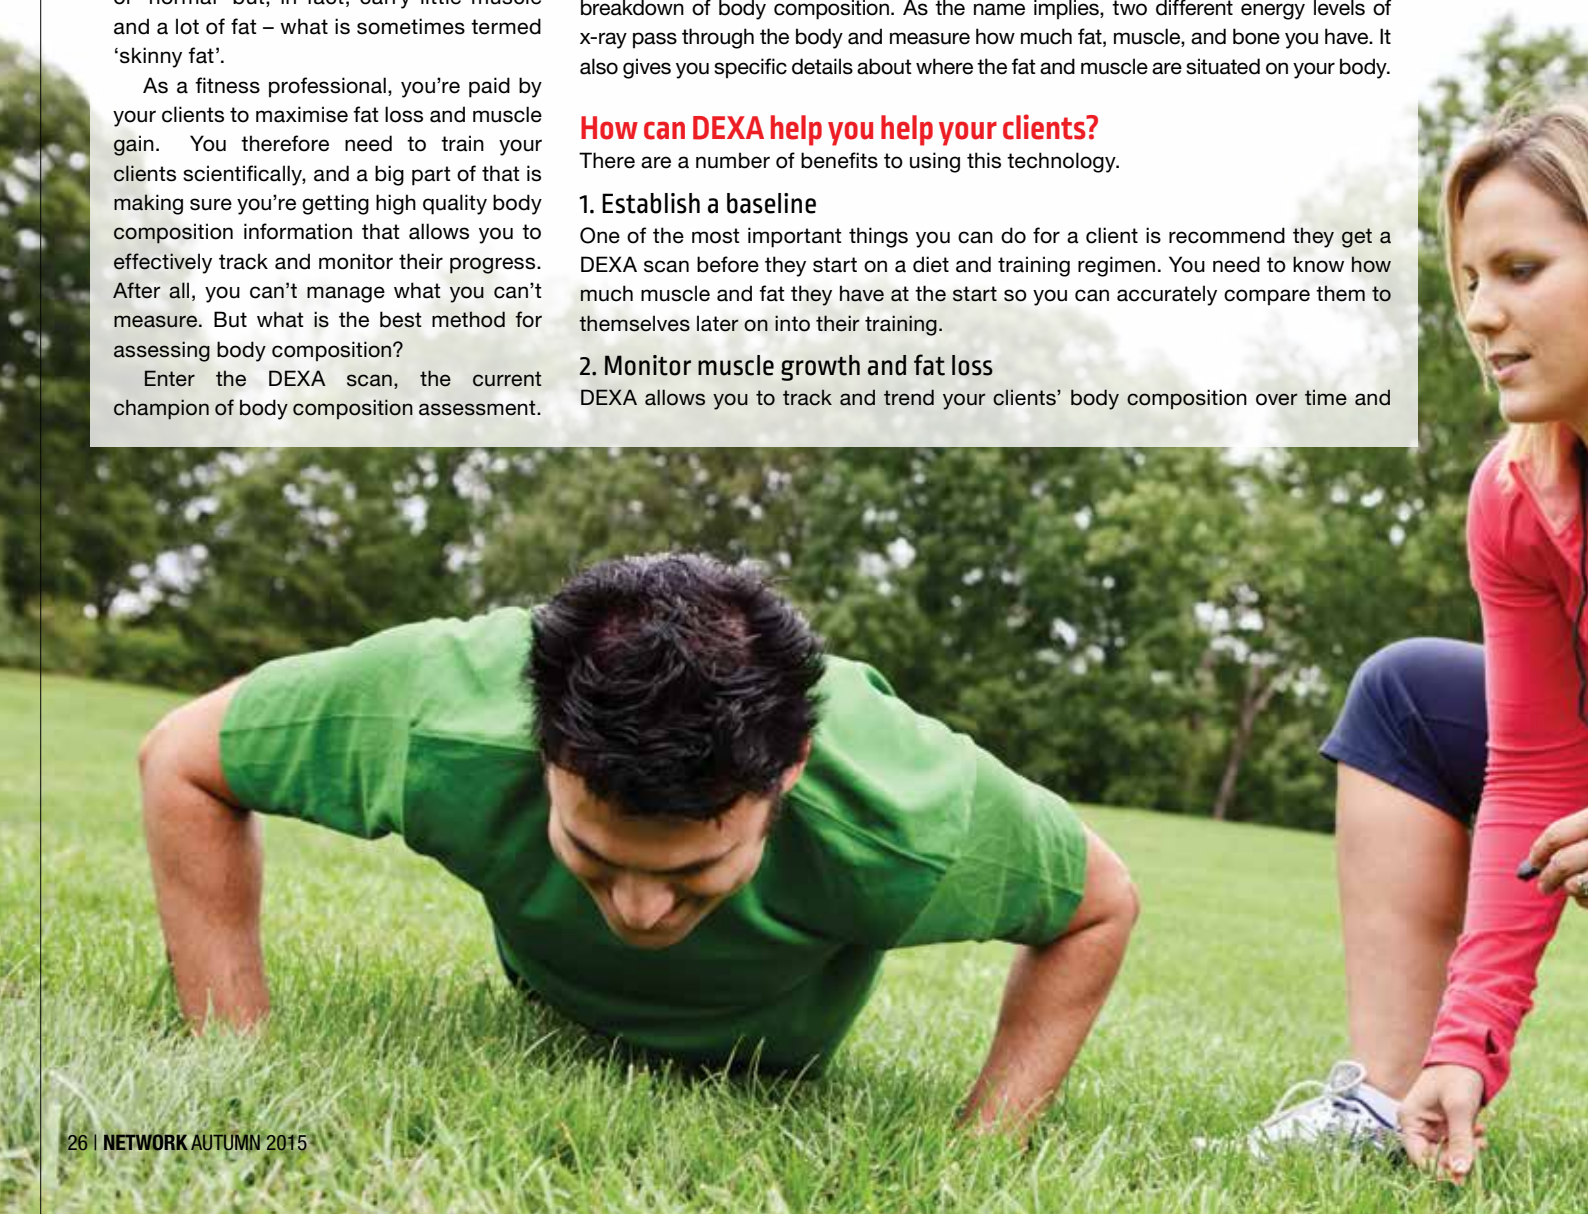 or ‘normal’ but, in fact, carry little muscle
and a lot of fat – what is sometimes termed
‘skinny fat’.
As a fitness professional, you’re paid by
your clients to maximise fat loss and muscle
gain. You therefore need to train your
clients scientifically, and a big part of that is
making sure you’re getting high quality body
composition information that allows you to
effectively track and monitor their progress.
After all, you can’t manage what you can’t
measure. But what is the best method for
assessing body composition?
Enter the DEXA scan, the current
champion of body composition assessment.
breakdown of body composition. As the name implies, two different energy levels of
x-ray pass through the body and measure how much fat, muscle, and bone you have. It
also gives you specific details about where the fat and muscle are situated on your body.
How can DEXA help you help your clients?
There are a number of benefits to using this technology.
1. Establish a baseline
One of the most important things you can do for a client is recommend they get a
DEXA scan before they start on a diet and training regimen. You need to know how
much muscle and fat they have at the start so you can accurately compare them to
themselves later on into their training.
2. Monitor muscle growth and fat loss
DEXA allows you to track and trend your clients’ body composition over time and
26 | NETWORK AUTUMN 2015